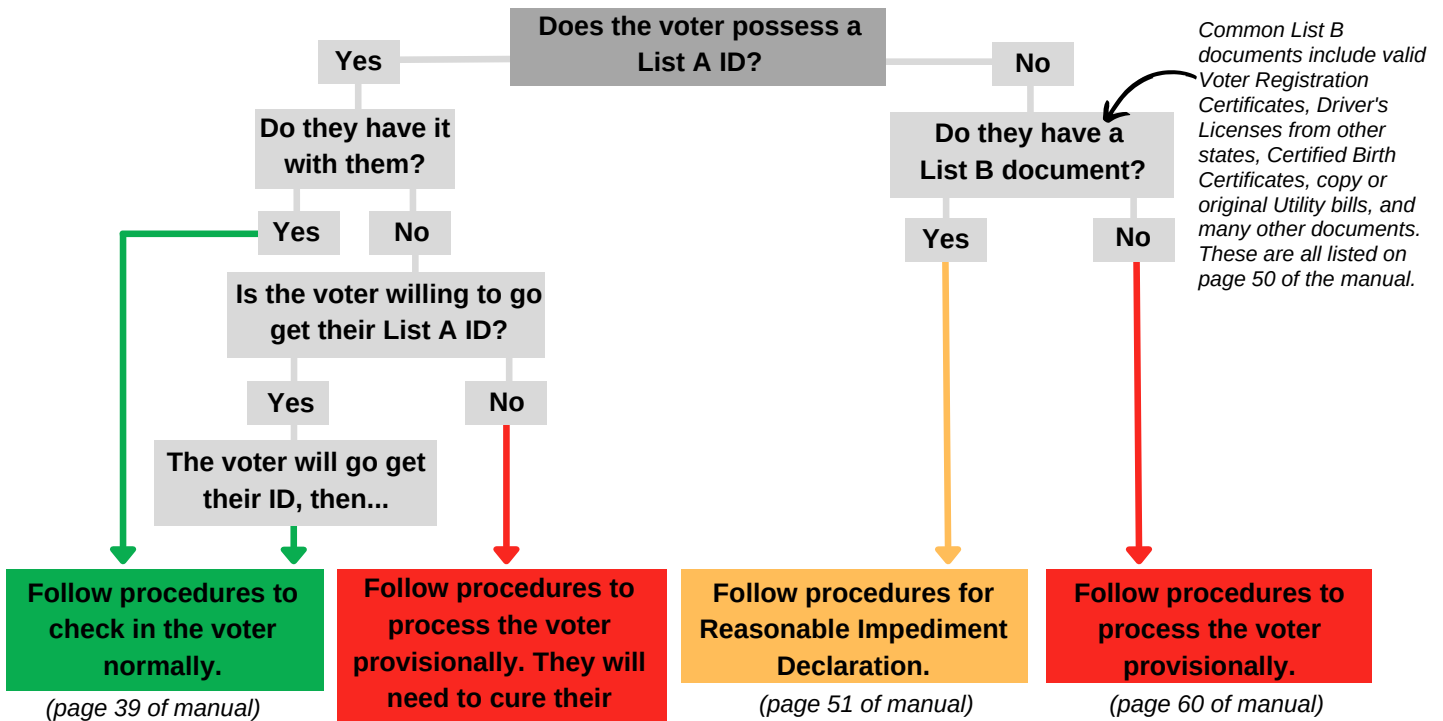 Does the voter possess a
List A ID?
Yes
No
Common List B
documents include valid
Voter Registration
Certificates, Driver's
Licenses from other
states, Certified Birth
Certificates, copy or
original Utility bills, and
many other documents.
These are all listed on
page 50 of the manual.
Do they have it
with them?
Do they have a
List B document?
Yes
No
Yes
No
Is the voter willing to go
get their List A ID?
Yes
No
The voter will go get
their ID, then...
Follow procedures to
check in the voter
normally.
(page 39 of manual)
Follow procedures to
process the voter
provisionally. They will
need to cure their
Follow procedures for
Reasonable Impediment
Declaration.
(page 51 of manual)
Follow procedures to
process the voter
provisionally.
(page 60 of manual)